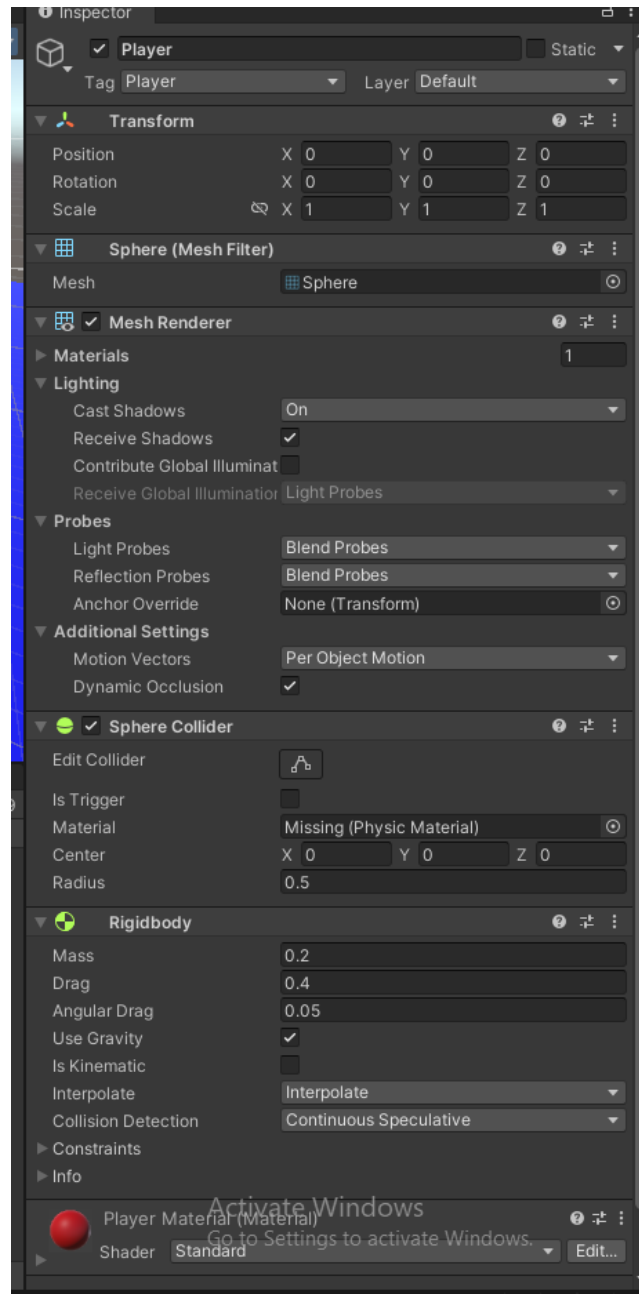 Inspector
Player Static
Tag Player Layer Default
Transform
Position X 0 Y 0 Z 0
Rotation X 0 Y 0 Z 0
Scale X 1 Y 1 Z 1
Sphere (Mesh Filter)
Mesh Sphere
Mesh Renderer
Materials 1
Lighting
Cast Shadows On
Receive Shadows
Contribute Global Illuminat
Receive Global Illumination Light Probes
Probes
Light Probes Blend Probes
Reflection Probes Blend Probes
Anchor Override None (Transform)
Additional Settings
Motion Vectors Per Object Motion
Dynamic Occlusion
Sphere Collider
Edit Collider
Is Trigger
Material Missing (Physic Material)
Center X 0 Y 0 Z 0
Radius 0.5
Rigidbody
Mass 0.2
Drag 0.4
Angular Drag 0.05
Use Gravity
Is Kinematic
Interpolate Interpolate
Collision Detection Continuous Speculative
Constraints
Info
Activate Windows
Player Material (Material)
Go to Settings to activate Windows.
Shader Standard Edit...